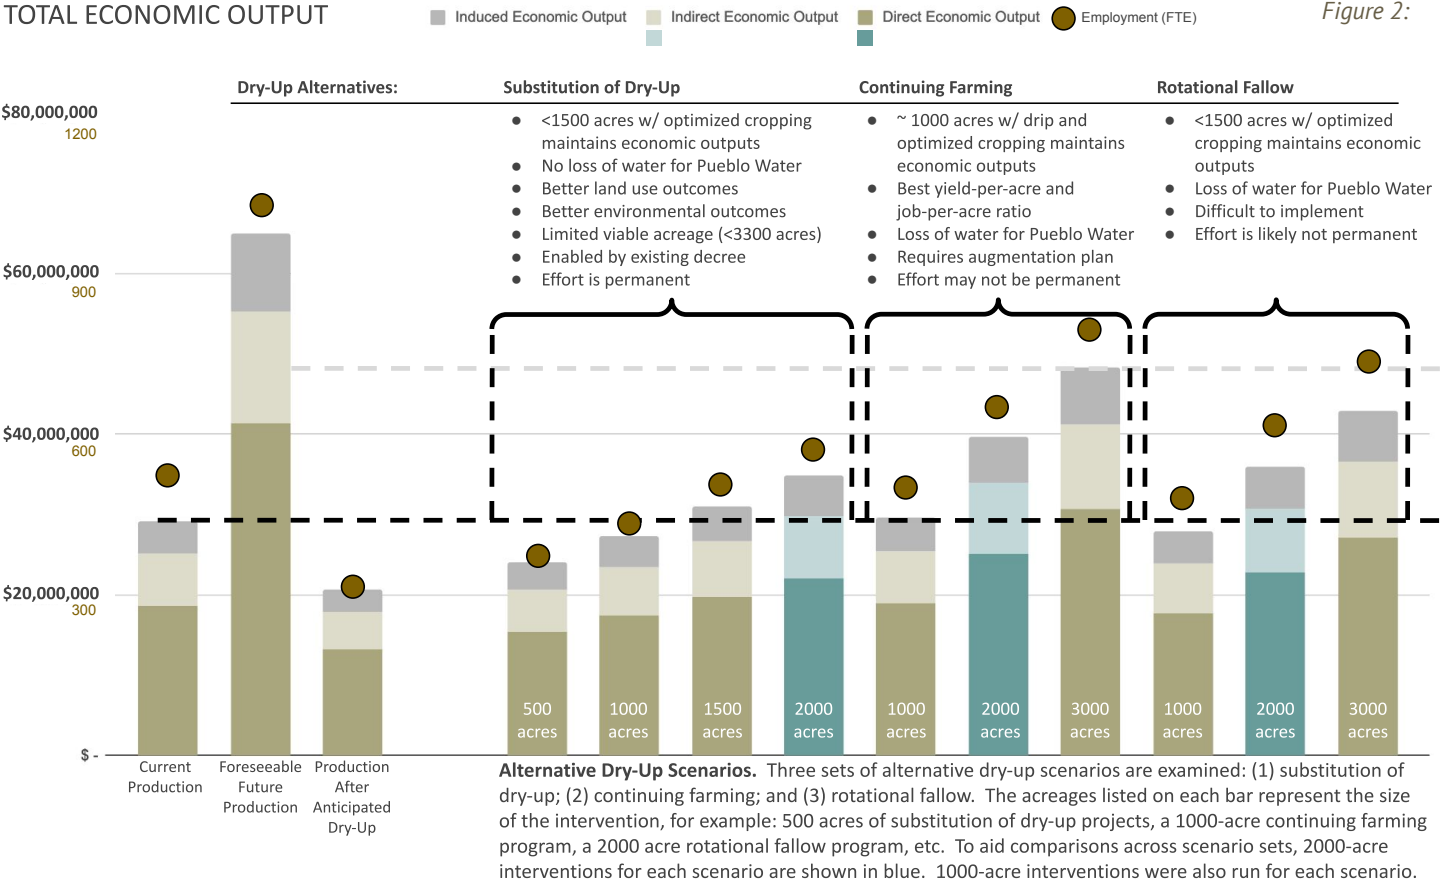 TOTAL ECONOMIC OUTPUT
Induced Economic Output
Indirect Economic Output
Direct Economic Output
Employment (FTE)
Figure 2:
Dry-Up Alternatives:
Substitution of Dry-Up
Continuing Farming
Rotational Fallow
● <1500 acres w/ optimized cropping
maintains economic outputs
● No loss of water for Pueblo Water
● Better land use outcomes
● Better environmental outcomes
● Limited viable acreage (<3300 acres)
● Enabled by existing decree
● Effort is permanent
● ~ 1000 acres w/ drip and
optimized cropping maintains
economic outputs
● Best yield-per-acre and
job-per-acre ratio
● Loss of water for Pueblo Water
● Requires augmentation plan
● Effort may not be permanent
● <1500 acres w/ optimized
cropping maintains economic
outputs
● Loss of water for Pueblo Water
● Difficult to implement
● Effort is likely not permanent
$80,000,000
1200
$60,000,000
900
$40,000,000
600
$20,000,000
300
$ -
500
acres
1000
acres
1500
acres
2000
acres
1000
acres
2000
acres
3000
acres
1000
acres
2000
acres
3000
acres
Current
Production
Foreseeable
Future
Production
Production
After
Anticipated
Dry-Up
Alternative Dry-Up Scenarios. Three sets of alternative dry-up scenarios are examined: (1) substitution of
dry-up; (2) continuing farming; and (3) rotational fallow. The acreages listed on each bar represent the size
of the intervention, for example: 500 acres of substitution of dry-up projects, a 1000-acre continuing farming
program, a 2000 acre rotational fallow program, etc. To aid comparisons across scenario sets, 2000-acre
interventions for each scenario are shown in blue. 1000-acre interventions were also run for each scenario.